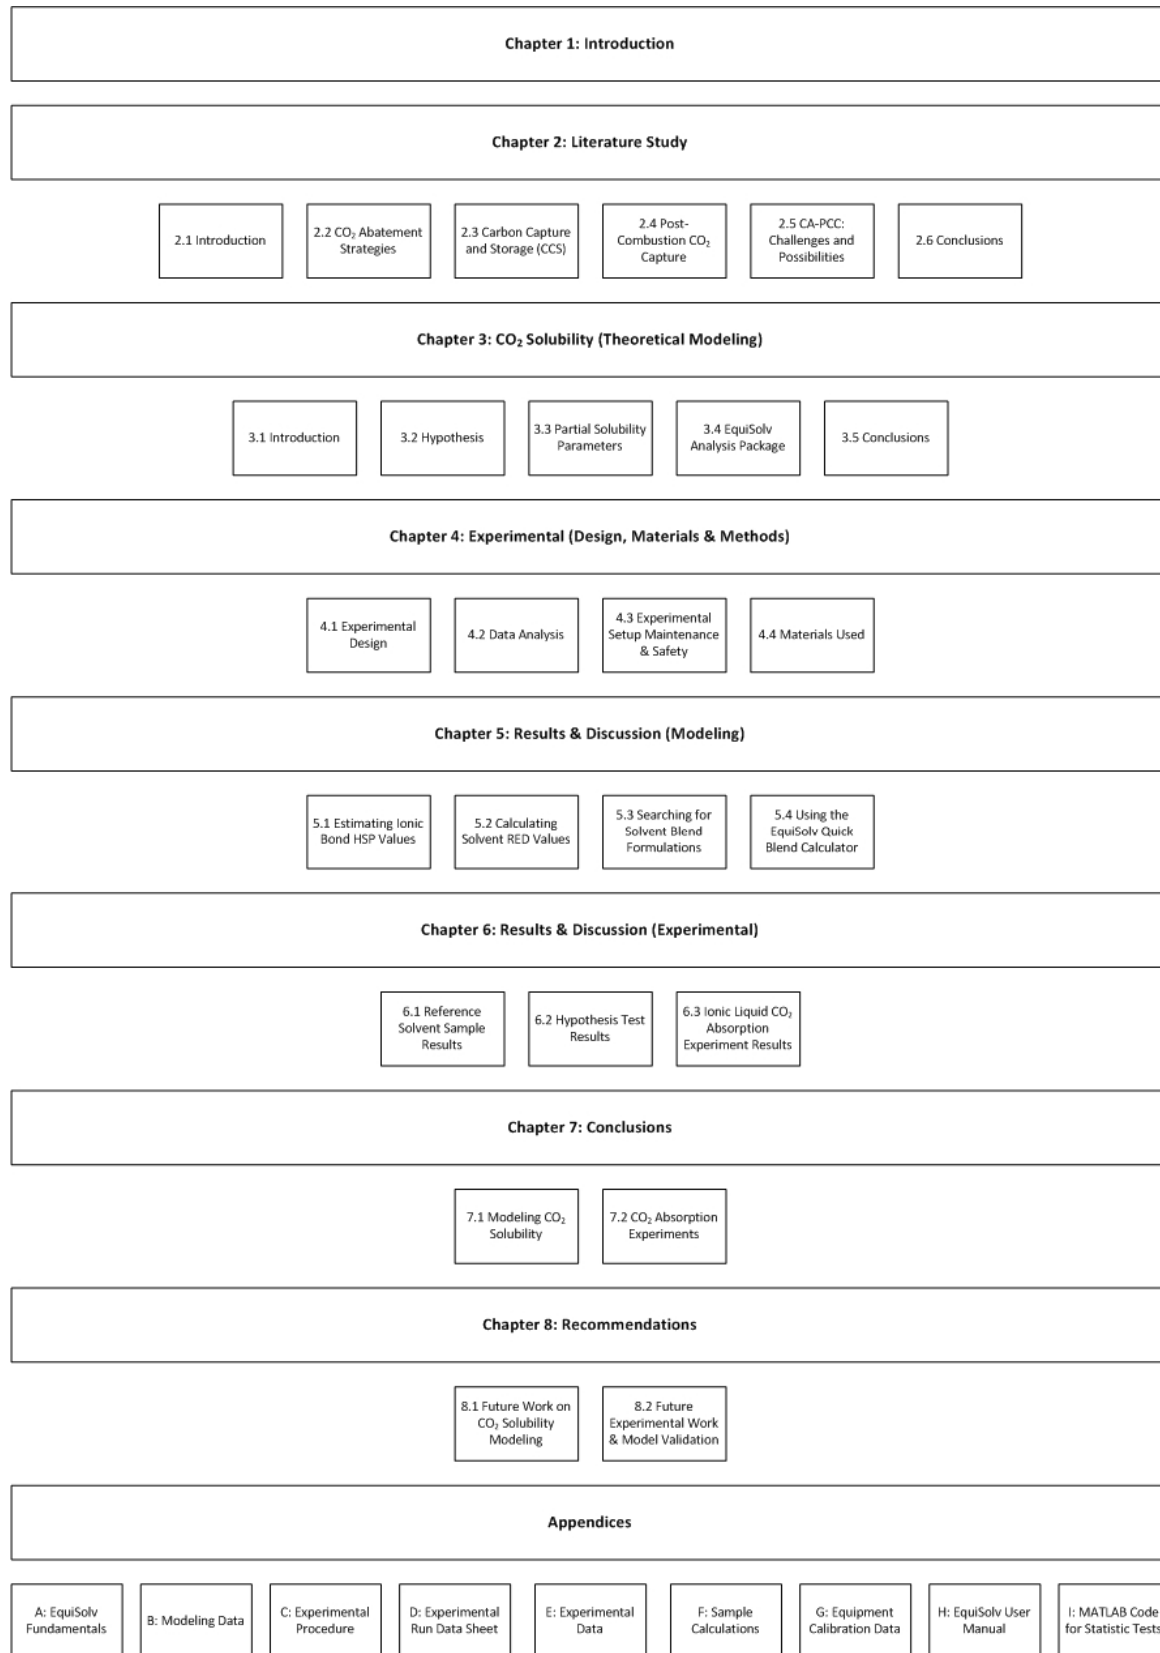 Chapter 1: Introduction
Chapter 2: Literature Study
2.1 Introduction
2.2 CO₂ Abatement
Strategies
2.3 Carbon Capture
and Storage (CCS)
2.4 Post-
Combustion CO₂
Capture
2.5 CA-PCC:
Challenges and
Possibilities
2.6 Conclusions
Chapter 3: CO₂ Solubility (Theoretical Modeling)
3.1 Introduction
3.2 Hypothesis
3.3 Partial Solubility
Parameters
3.4 EquiSolv
Analysis Package
3.5 Conclusions
Chapter 4: Experimental (Design, Materials & Methods)
4.1 Experimental
Design
4.2 Data Analysis
4.3 Experimental
Setup Maintenance
& Safety
4.4 Materials Used
Chapter 5: Results & Discussion (Modeling)
5.1 Estimating Ionic
Bond HSP Values
5.2 Calculating
Solvent RED Values
5.3 Searching for
Solvent Blend
Formulations
5.4 Using the
EquiSolv Quick
Blend Calculator
Chapter 6: Results & Discussion (Experimental)
6.1 Reference
Solvent Sample
Results
6.2 Hypothesis Test
Results
6.3 Ionic Liquid CO₂
Absorption
Experiment Results
Chapter 7: Conclusions
7.1 Modeling CO₂
Solubility
7.2 CO₂ Absorption
Experiments
Chapter 8: Recommendations
8.1 Future Work on
CO₂ Solubility
Modeling
8.2 Future
Experimental Work
& Model Validation
Appendices
A: EquiSolv
Fundamentals
B: Modeling Data
C: Experimental
Procedure
D: Experimental
Run Data Sheet
E: Experimental
Data
F: Sample
Calculations
G: Equipment
Calibration Data
H: EquiSolv User
Manual
I: MATLAB Code
for Statistic Tests